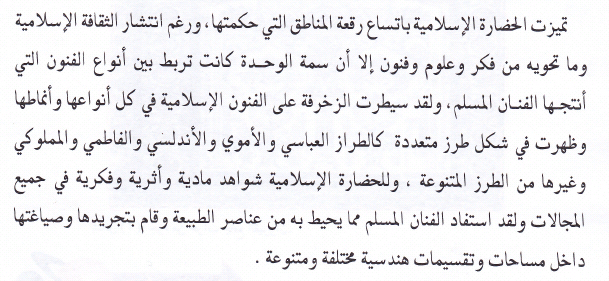 تميزت الحضارة الإسلامية باتساع رقعة المناطق التي حكمتها، ورغم انتشار الثقافة الإسلامية
وما تحويه من فكر وعلوم وفنون إلا أن سمة الوحدة كانت تربط بين أنواع الفنون التي
أنتجها الفنان المسلم، ولقد سيطرت الزخرفة على الفنون الإسلامية في كل أنواعها وأنماطها
وظهرت في شكل طرز متعددة كالطراز العباسي والأموي والأندلسي والفاطمي والمملوكي
وغيرها من الطرز المتنوعة ، وللحضارة الإسلامية شواهد مادية وأثرية وفكرية في جميع
المجالات ولقد استفاد الفنان المسلم مما يحيط به من عناصر الطبيعة وقام بتجريدها وصياغتها
داخل مساحات وتقسيمات هندسية مختلفة ومتنوعة .